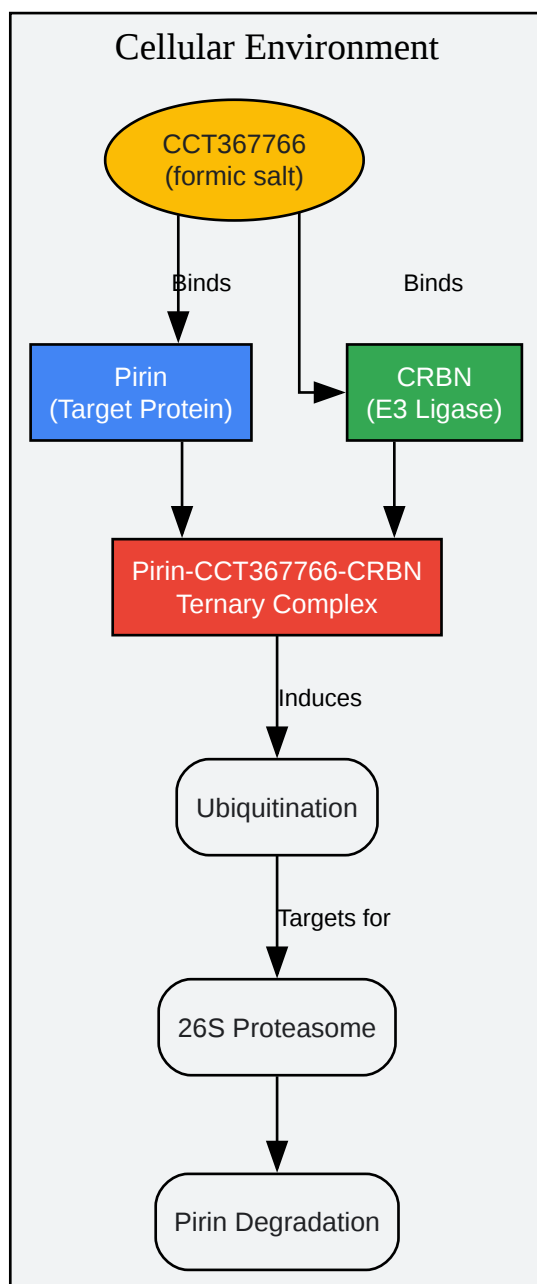 Cellular Environment
CCT367766
(formic salt)
Binds
Binds
Pirin
(Target Protein)
CRBN
(E3 Ligase)
Pirin-CCT367766-CRBN
Ternary Complex
Induces
Ubiquitination
Targets for
26S Proteasome
Pirin Degradation